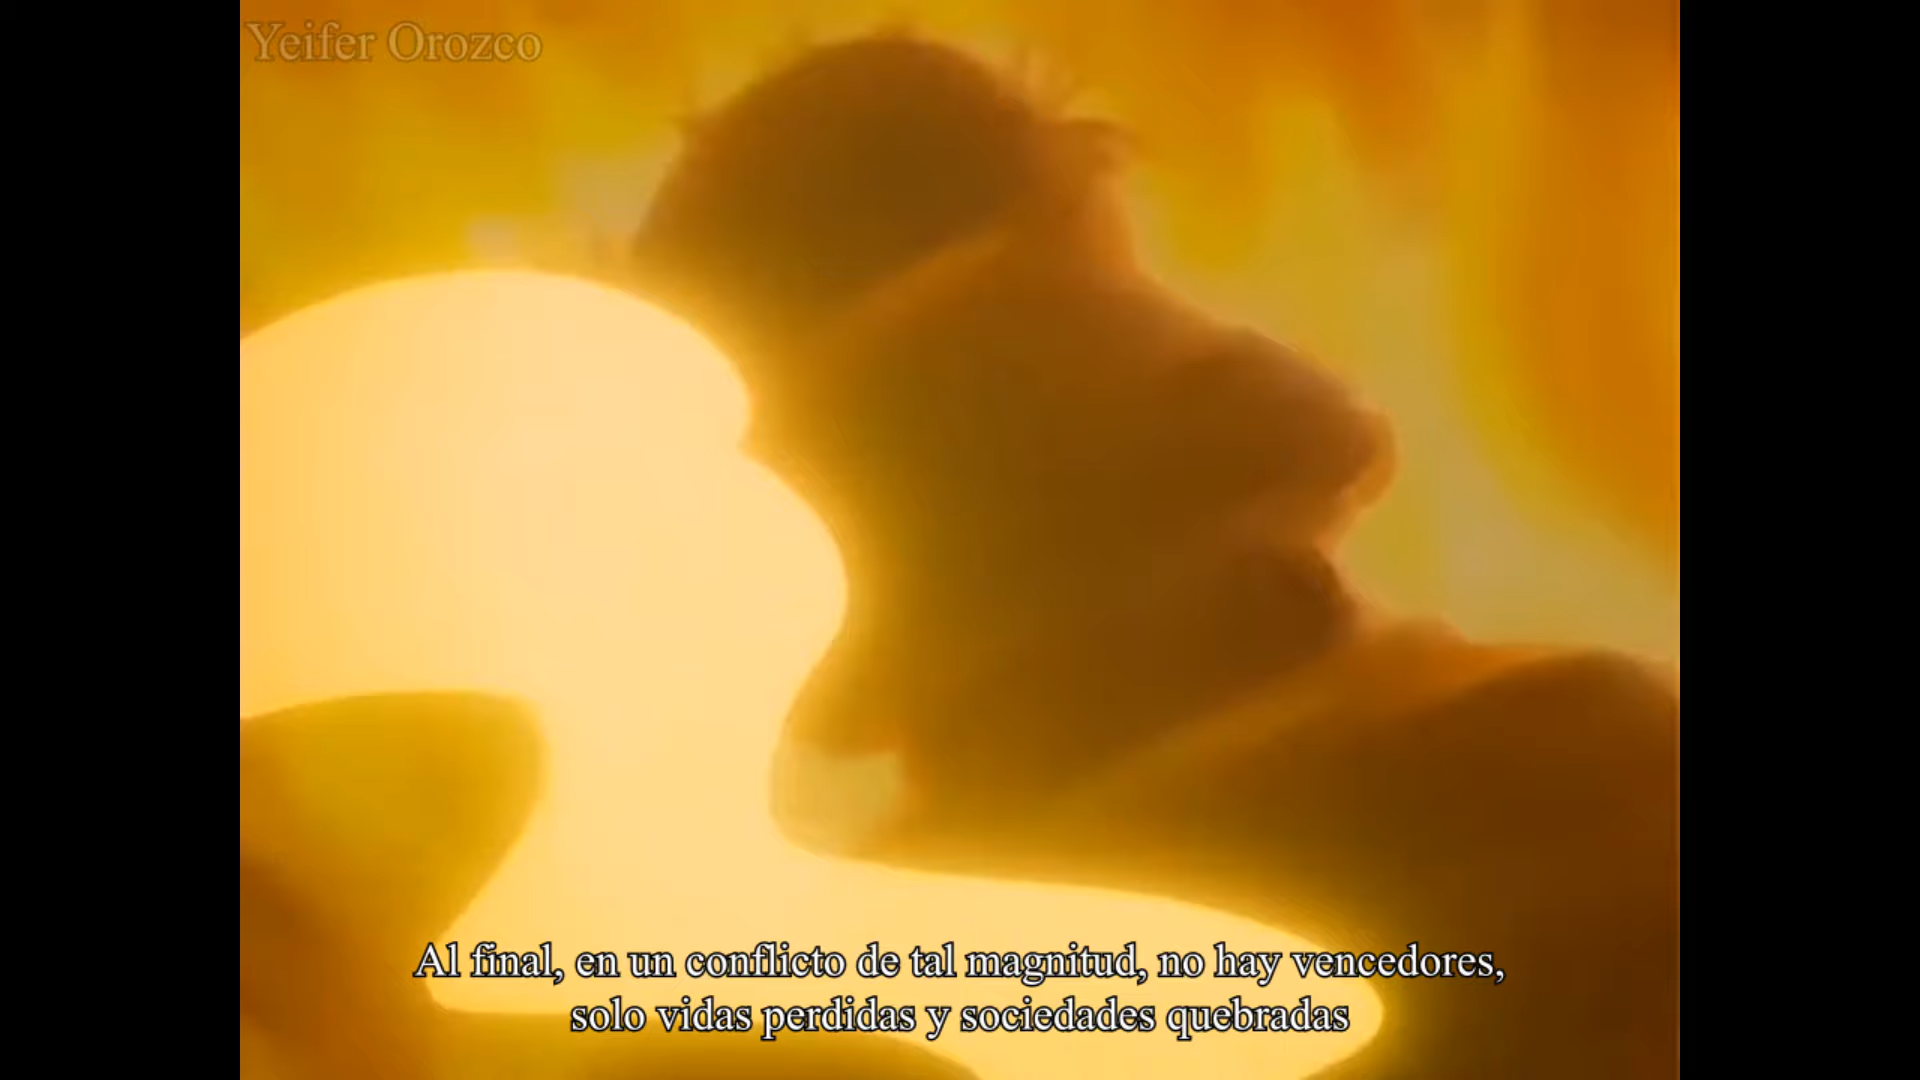 Yeifer Orozco
Al final, en un conflicto de tal magnitud, no hay vencedores,
solo vidas perdidas y sociedades quebradas